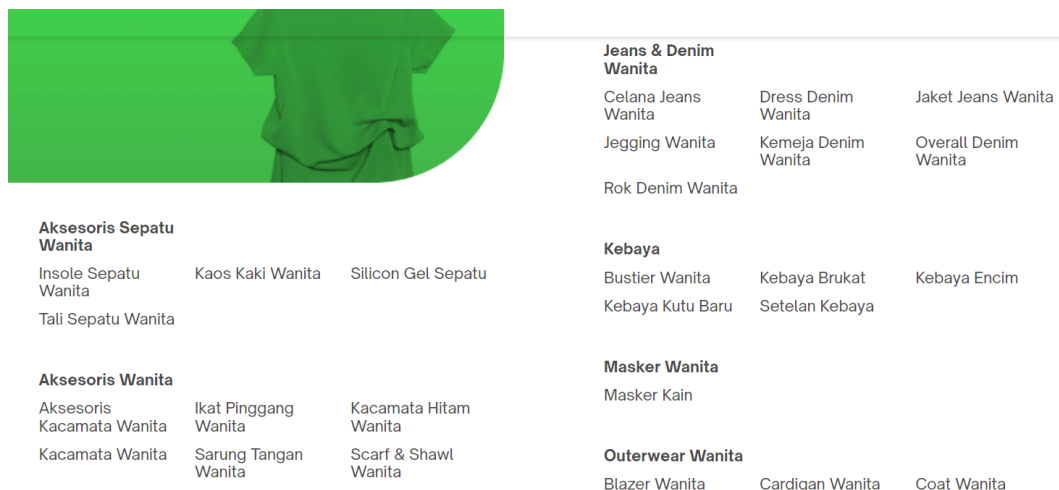 Aksesoris Sepatu
Wanita
Insole Sepatu
Wanita
Kaos Kaki Wanita
Silicon Gel Sepatu
Tali Sepatu Wanita
Aksesoris Wanita
Aksesoris
Kacamata Wanita
Ikat Pinggang
Wanita
Kacamata Hitam
Wanita
Kacamata Wanita
Sarung Tangan
Wanita
Scarf & Shawl
Wanita
Jeans & Denim
Wanita
Celana Jeans
Wanita
Dress Denim
Wanita
Jaket Jeans Wanita
Jegging Wanita
Kemeja Denim
Wanita
Overall Denim
Wanita
Rok Denim Wanita
Kebaya
Bustier Wanita
Kebaya Brukat
Kebaya Encim
Kebaya Kutu Baru
Setelan Kebaya
Masker Wanita
Masker Kain
Outerwear Wanita
Blazer Wanita
Cardigan Wanita
Coat Wanita